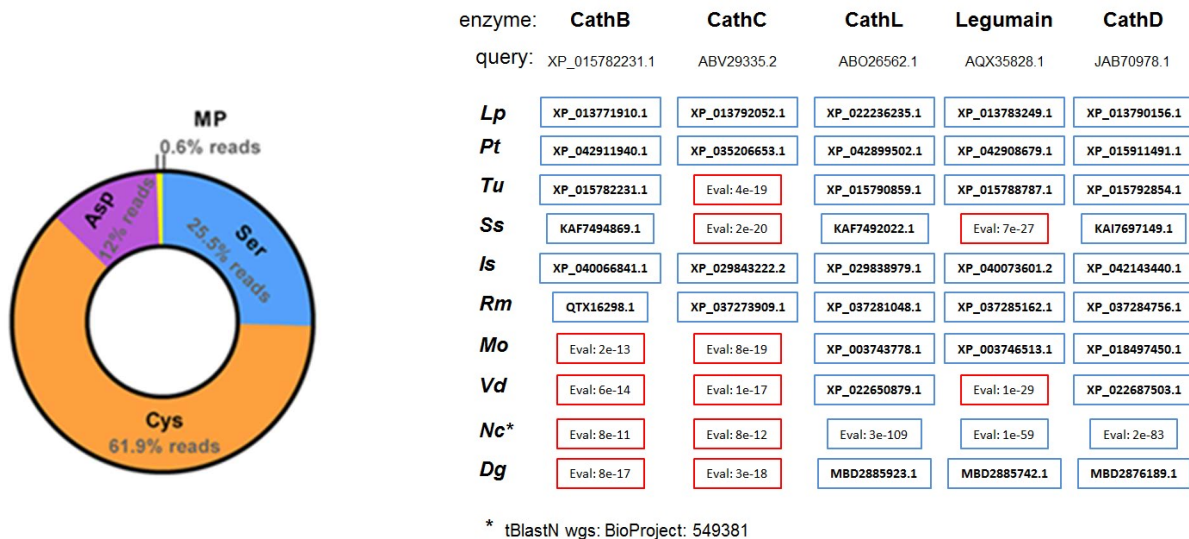 MP
0.6% reads
Asp
12% reads
Ser
25.5% reads
Cys
61.9% reads
enzyme: CathB CathC CathL Legumain CathD
query: XP_015782231.1 ABV29335.2 ABO26562.1 AQX35828.1 JAB70978.1
Lp XP_013771910.1 XP_013792052.1 XP_022236235.1 XP_013783249.1 XP_013790156.1
Pt XP_042911940.1 XP_035206653.1 XP_042899502.1 XP_042908679.1 XP_015911491.1
Tu XP_015782231.1 Eval: 4e-19 XP_015790859.1 XP_015788787.1 XP_015792854.1
Ss KAF7494869.1 Eval: 2e-20 KAF7492022.1 Eval: 7e-27 KAI7697149.1
Is XP_040066841.1 XP_029843222.2 XP_029838979.1 XP_040073601.2 XP_042143440.1
Rm QTX16298.1 XP_037273909.1 XP_037281048.1 XP_037285162.1 XP_037284756.1
Mo Eval: 2e-13 Eval: 8e-19 XP_003743778.1 XP_003746513.1 XP_018497450.1
Vd Eval: 6e-14 Eval: 1e-17 XP_022650879.1 Eval: 1e-29 XP_022687503.1
Nc* Eval: 8e-11 Eval: 8e-12 Eval: 3e-109 Eval: 1e-59 Eval: 2e-83
Dg Eval: 8e-17 Eval: 3e-18 MBD2885923.1 MBD2885742.1 MBD2876189.1
* tBlastN wgs: BioProject: 549381